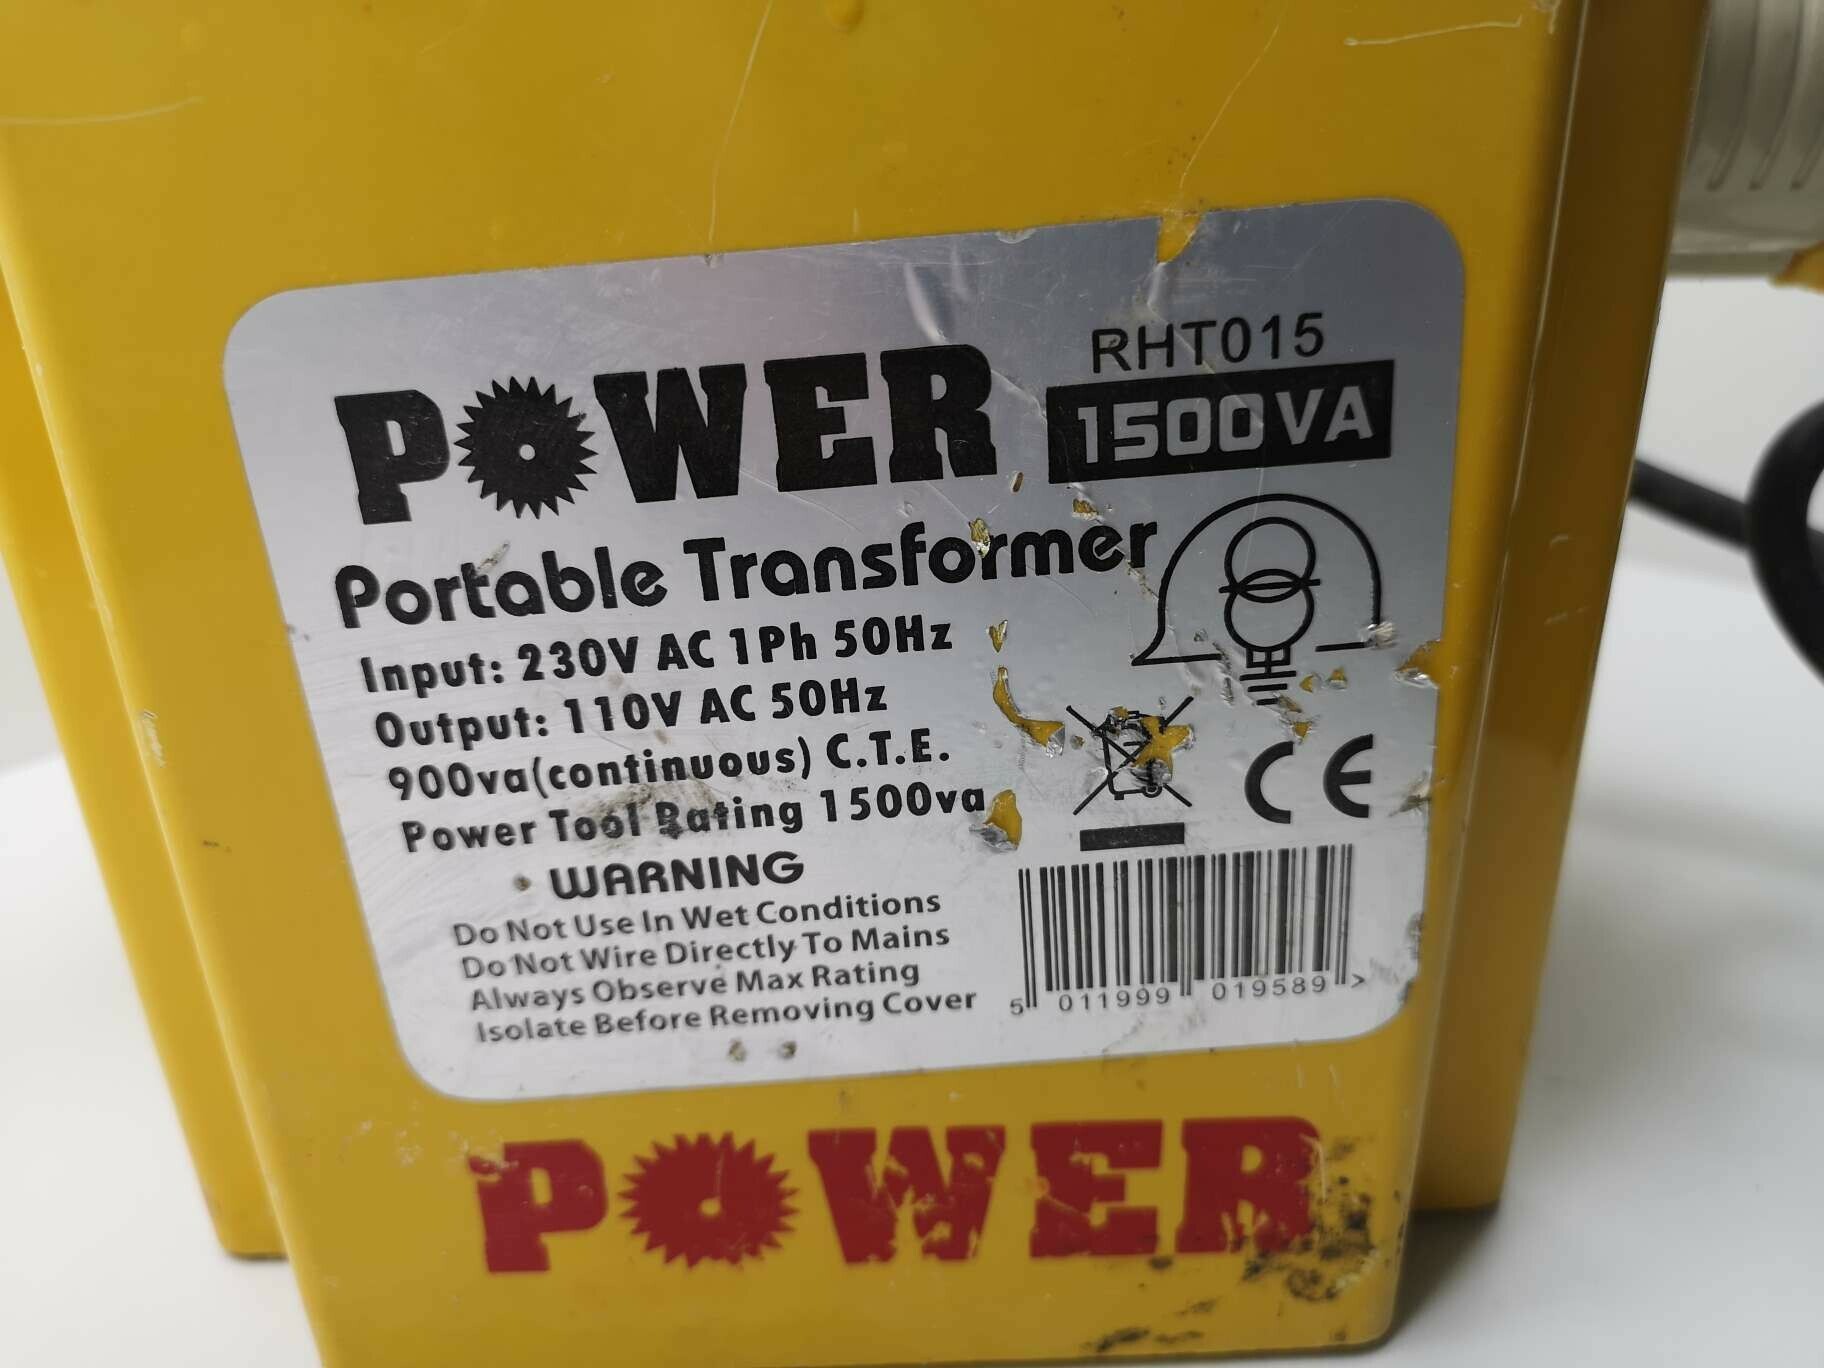 RHT015
POWER 1500VA
Portable Transformer
Input: 230V AC 1Ph 50Hz
Output: 110V AC 50Hz
900va(continuous) C.T.E.
Power Tool Rating 1500va
WARNING
Do Not Use In Wet Conditions
Do Not Wire Directly To Mains
Always Observe Max Rating
Isolate Before Removing Cover
CE
5 011999 019589 >
POWER